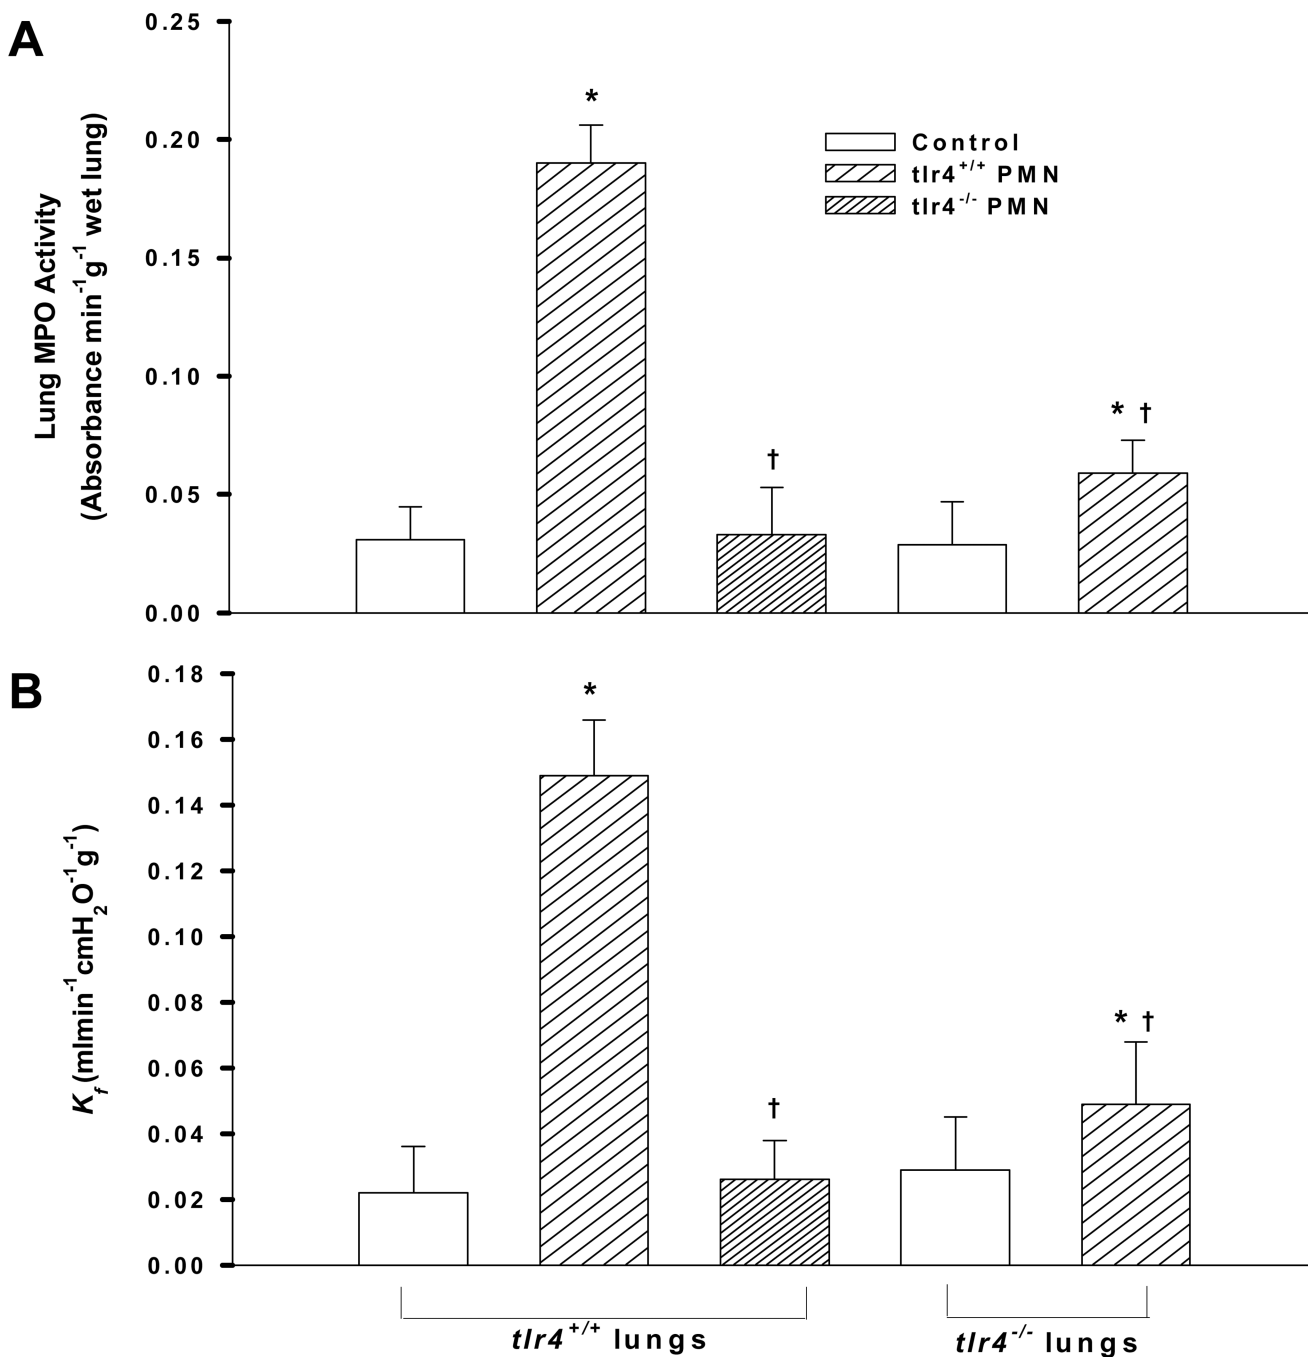 A
0.25
0.20
0.15
0.10
0.05
0.00
Lung MPO Activity
(Absorbance min⁻¹g⁻¹ wet lung)
*
†
* †
Control
tlr4⁺/⁺ PMN
tlr4⁻/⁻ PMN
B
0.18
0.16
0.14
0.12
0.10
0.08
0.06
0.04
0.02
0.00
K_f (mlmin⁻¹cmH₂O⁻¹g⁻¹)
*
†
* †
tlr4⁺/⁺ lungs
tlr4⁻/⁻ lungs